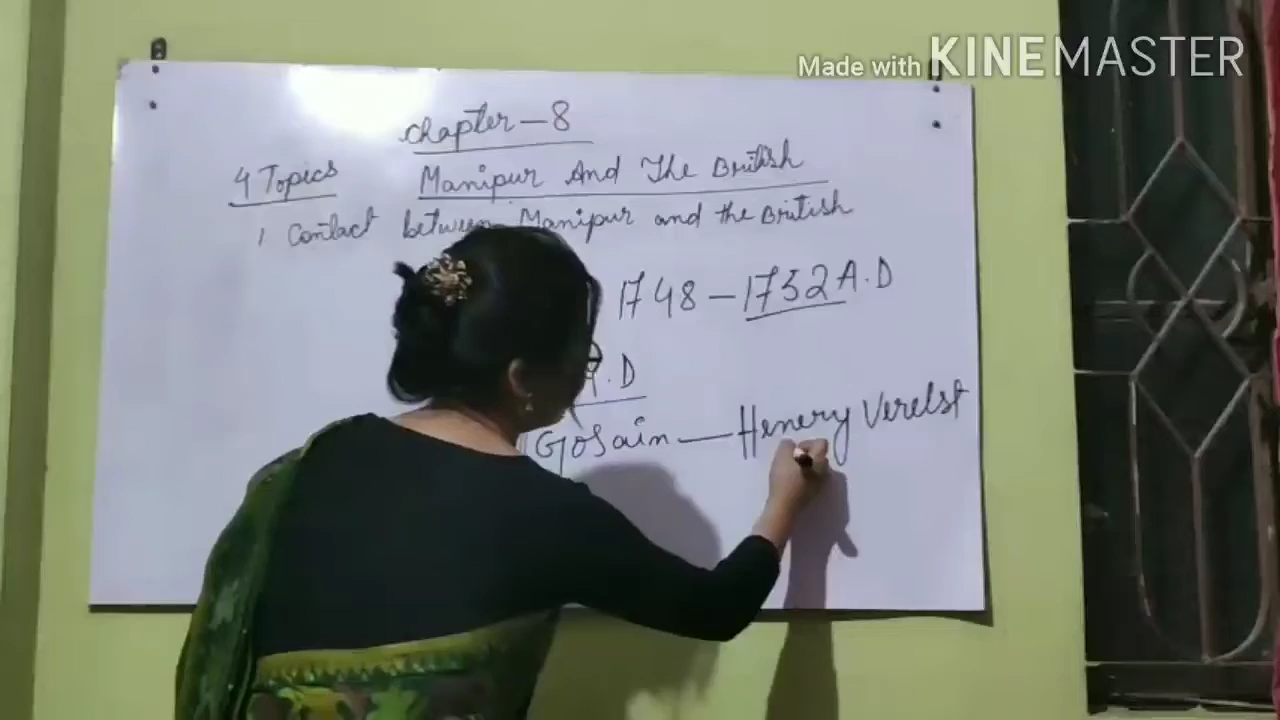 Made with KINEMASTER
Chapter - 8
4 Topics Manipur And The British
1 Contact between Manipur and the British
1748 - 1752 A.D
A.D
Gosain — Henery Verelst